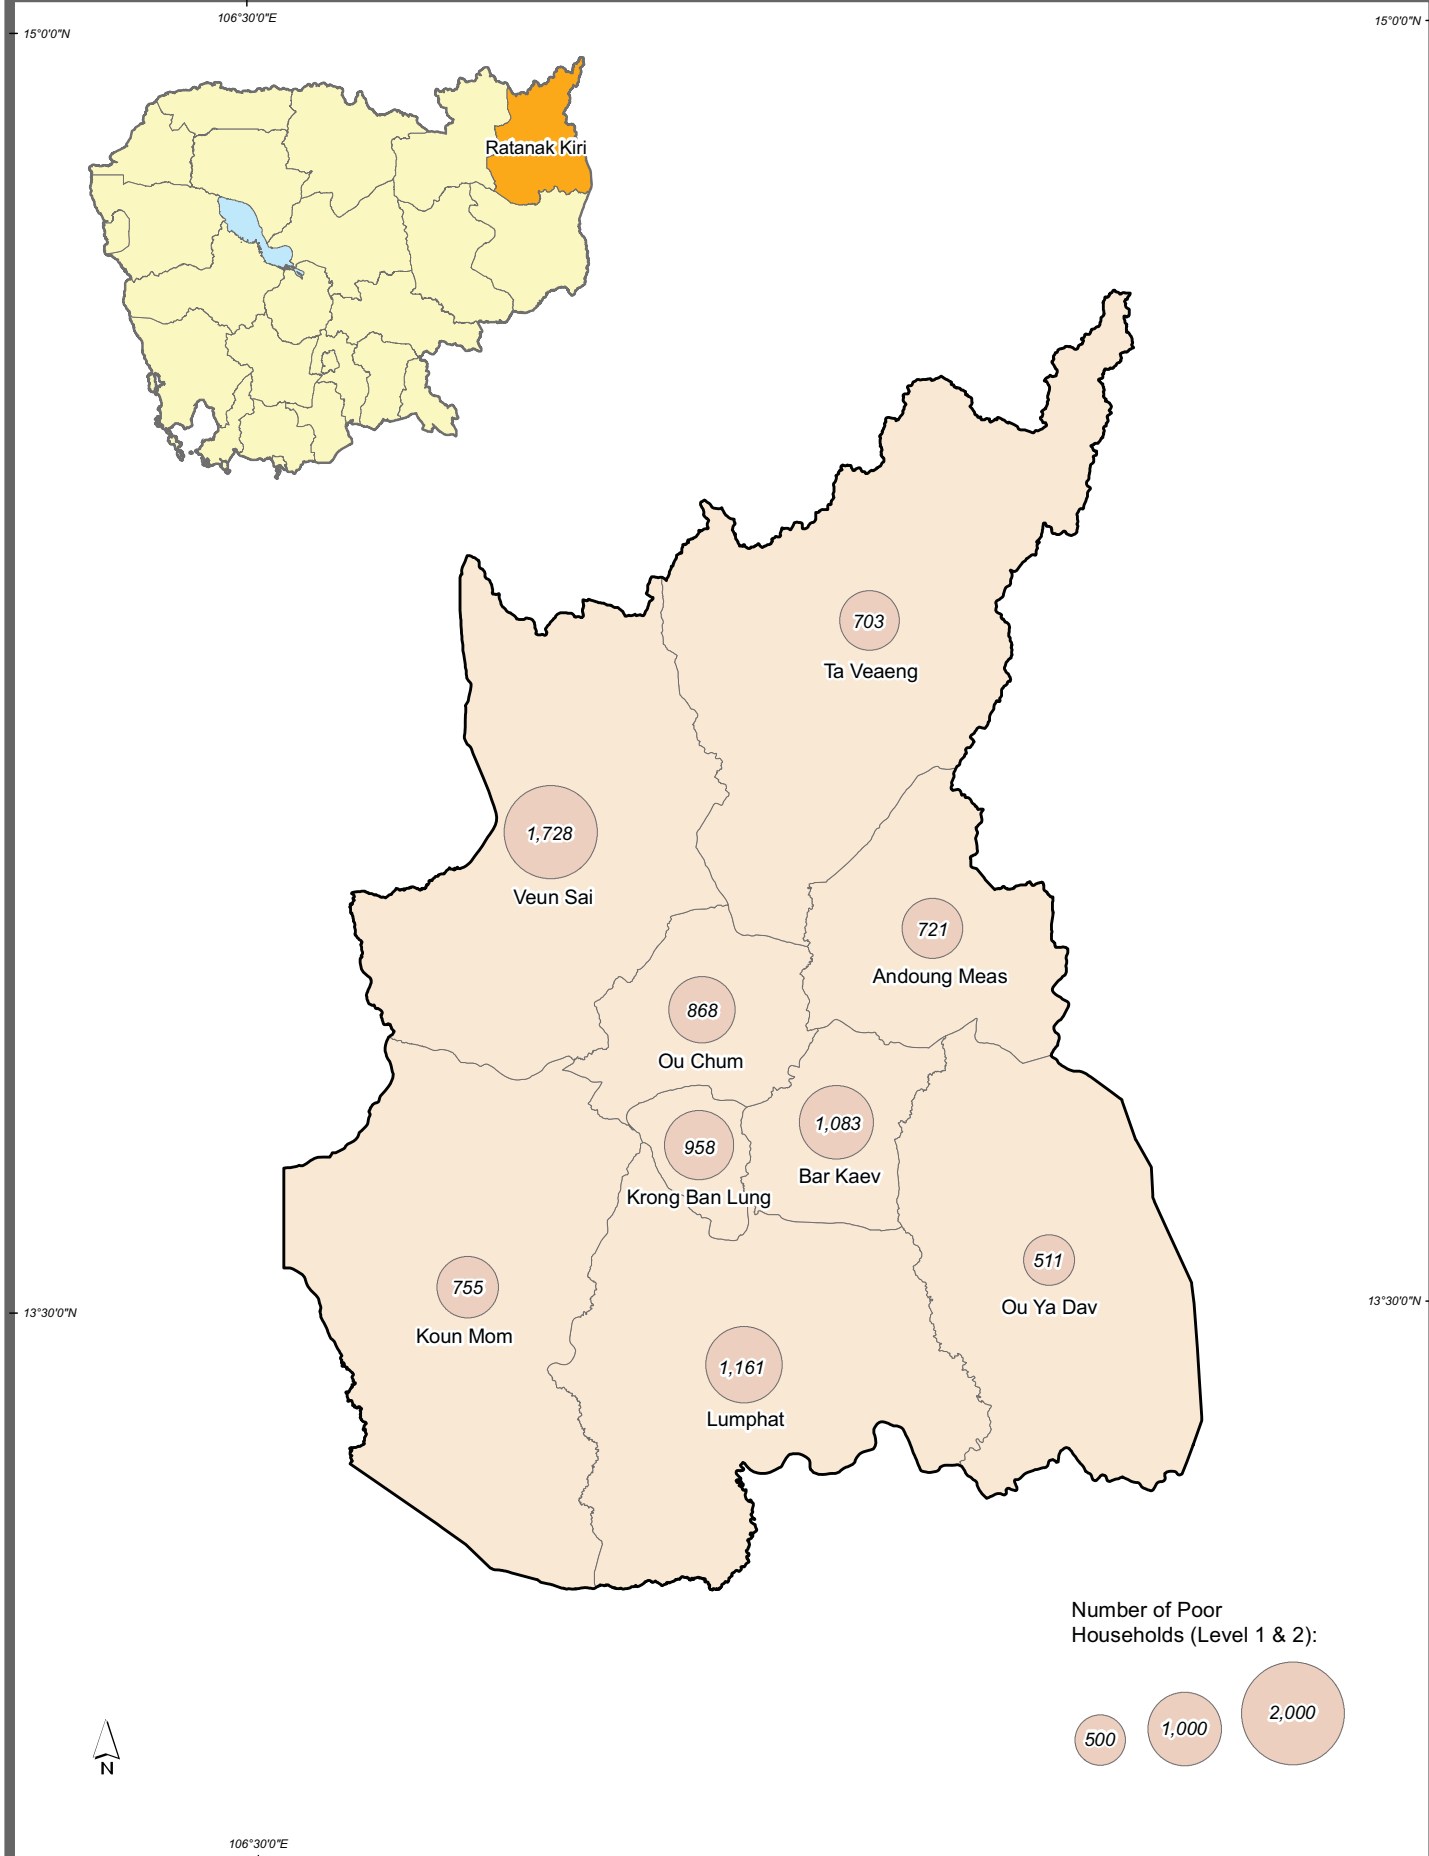 106°30'0"E
15°0'0"N
15°0'0"N
Ratanak Kiri
703
Ta Veaeng
1,728
Veun Sai
721
Andoung Meas
868
Ou Chum
1,083
Bar Kaev
958
Krong Ban Lung
511
Ou Ya Dav
755
Koun Mom
13°30'0"N
13°30'0"N
1,161
Lumphat
Number of Poor
Households (Level 1 & 2):
500
1,000
2,000
N
106°30'0"E